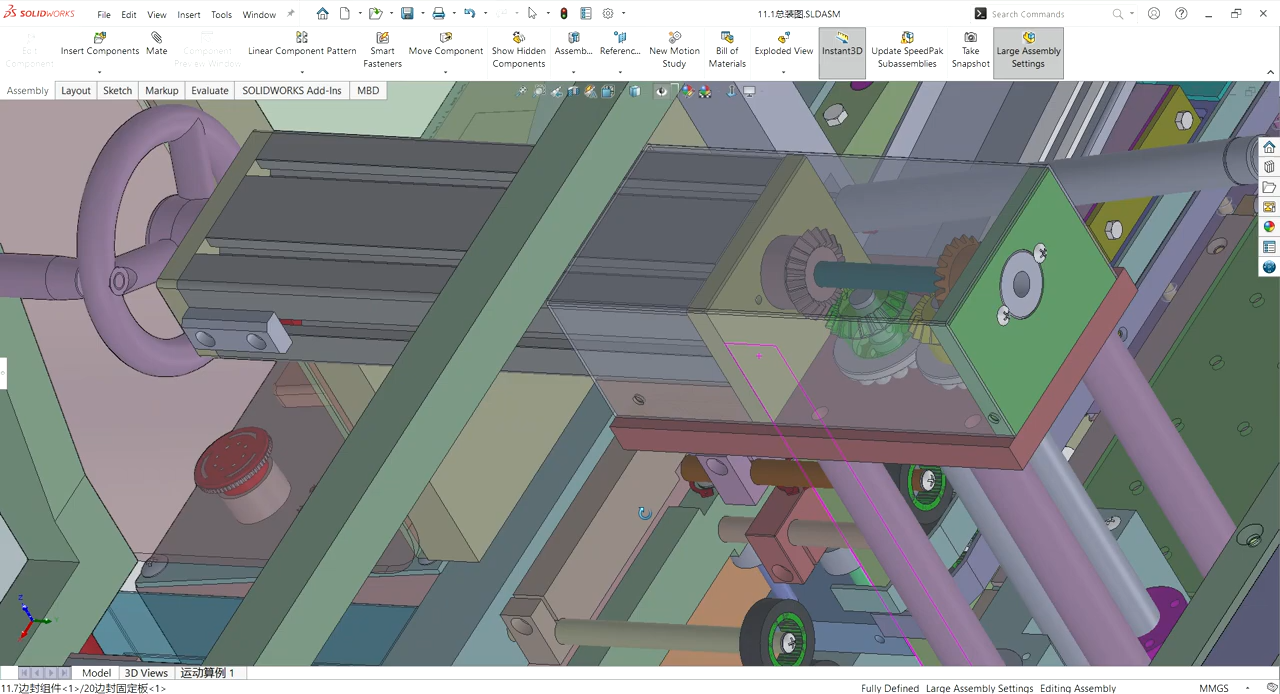 SOLIDWORKS File Edit View Insert Tools Window 11.1总装图.SLDASM Search Commands
Edit Component
Insert Components
Mate
Component Preview Window
Linear Component Pattern
Smart Fasteners
Move Component
Show Hidden Components
Assemb...
Referenc...
New Motion Study
Bill of Materials
Exploded View
Instant3D
Update SpeedPak Subassemblies
Take Snapshot
Large Assembly Settings
Assembly Layout Sketch Markup Evaluate SOLIDWORKS Add-Ins MBD
Z
Model 3D Views 运动算例 1
11.7边封组件<1>/20边封固定板<1> Fully Defined Large Assembly Settings Editing Assembly MMGS